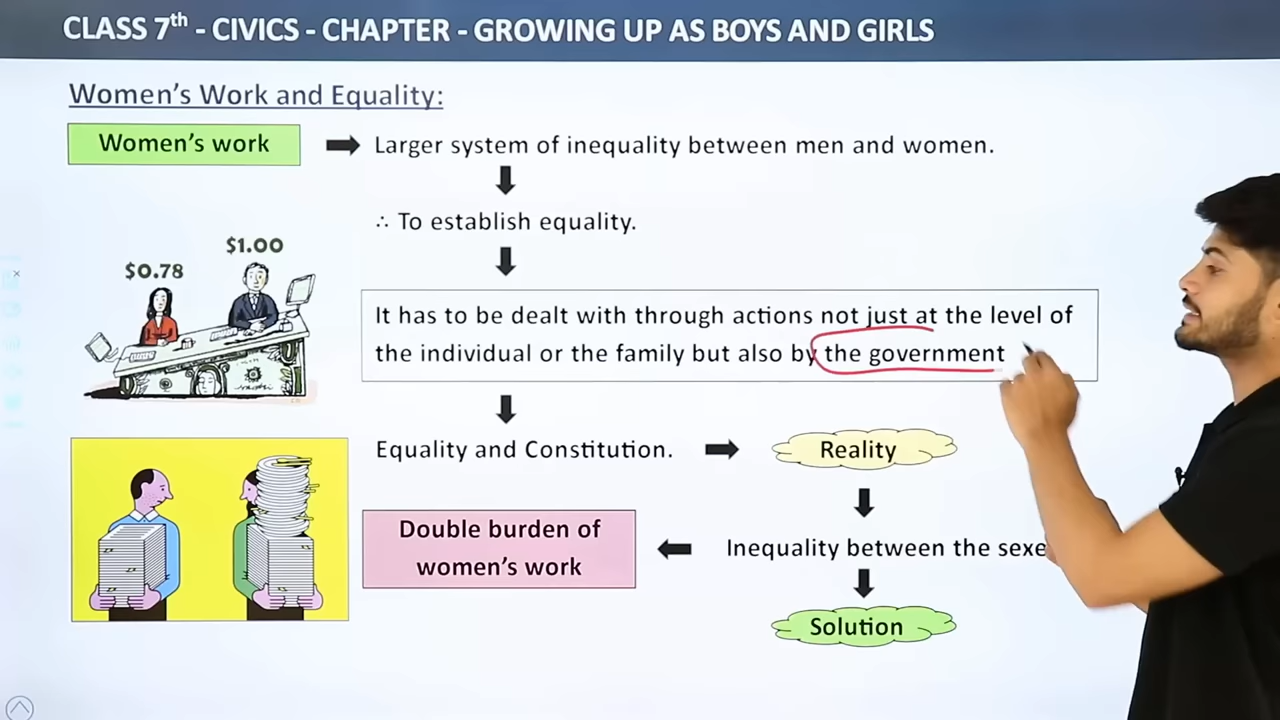 CLASS 7th - CIVICS - CHAPTER - GROWING UP AS BOYS AND GIRLS
Women's Work and Equality:
Women's work
Larger system of inequality between men and women.
∴ To establish equality.
$1.00
$0.78
It has to be dealt with through actions not just at the level of
the individual or the family but also by the government
Equality and Constitution.
Reality
Double burden of
women's work
Inequality between the
Solution